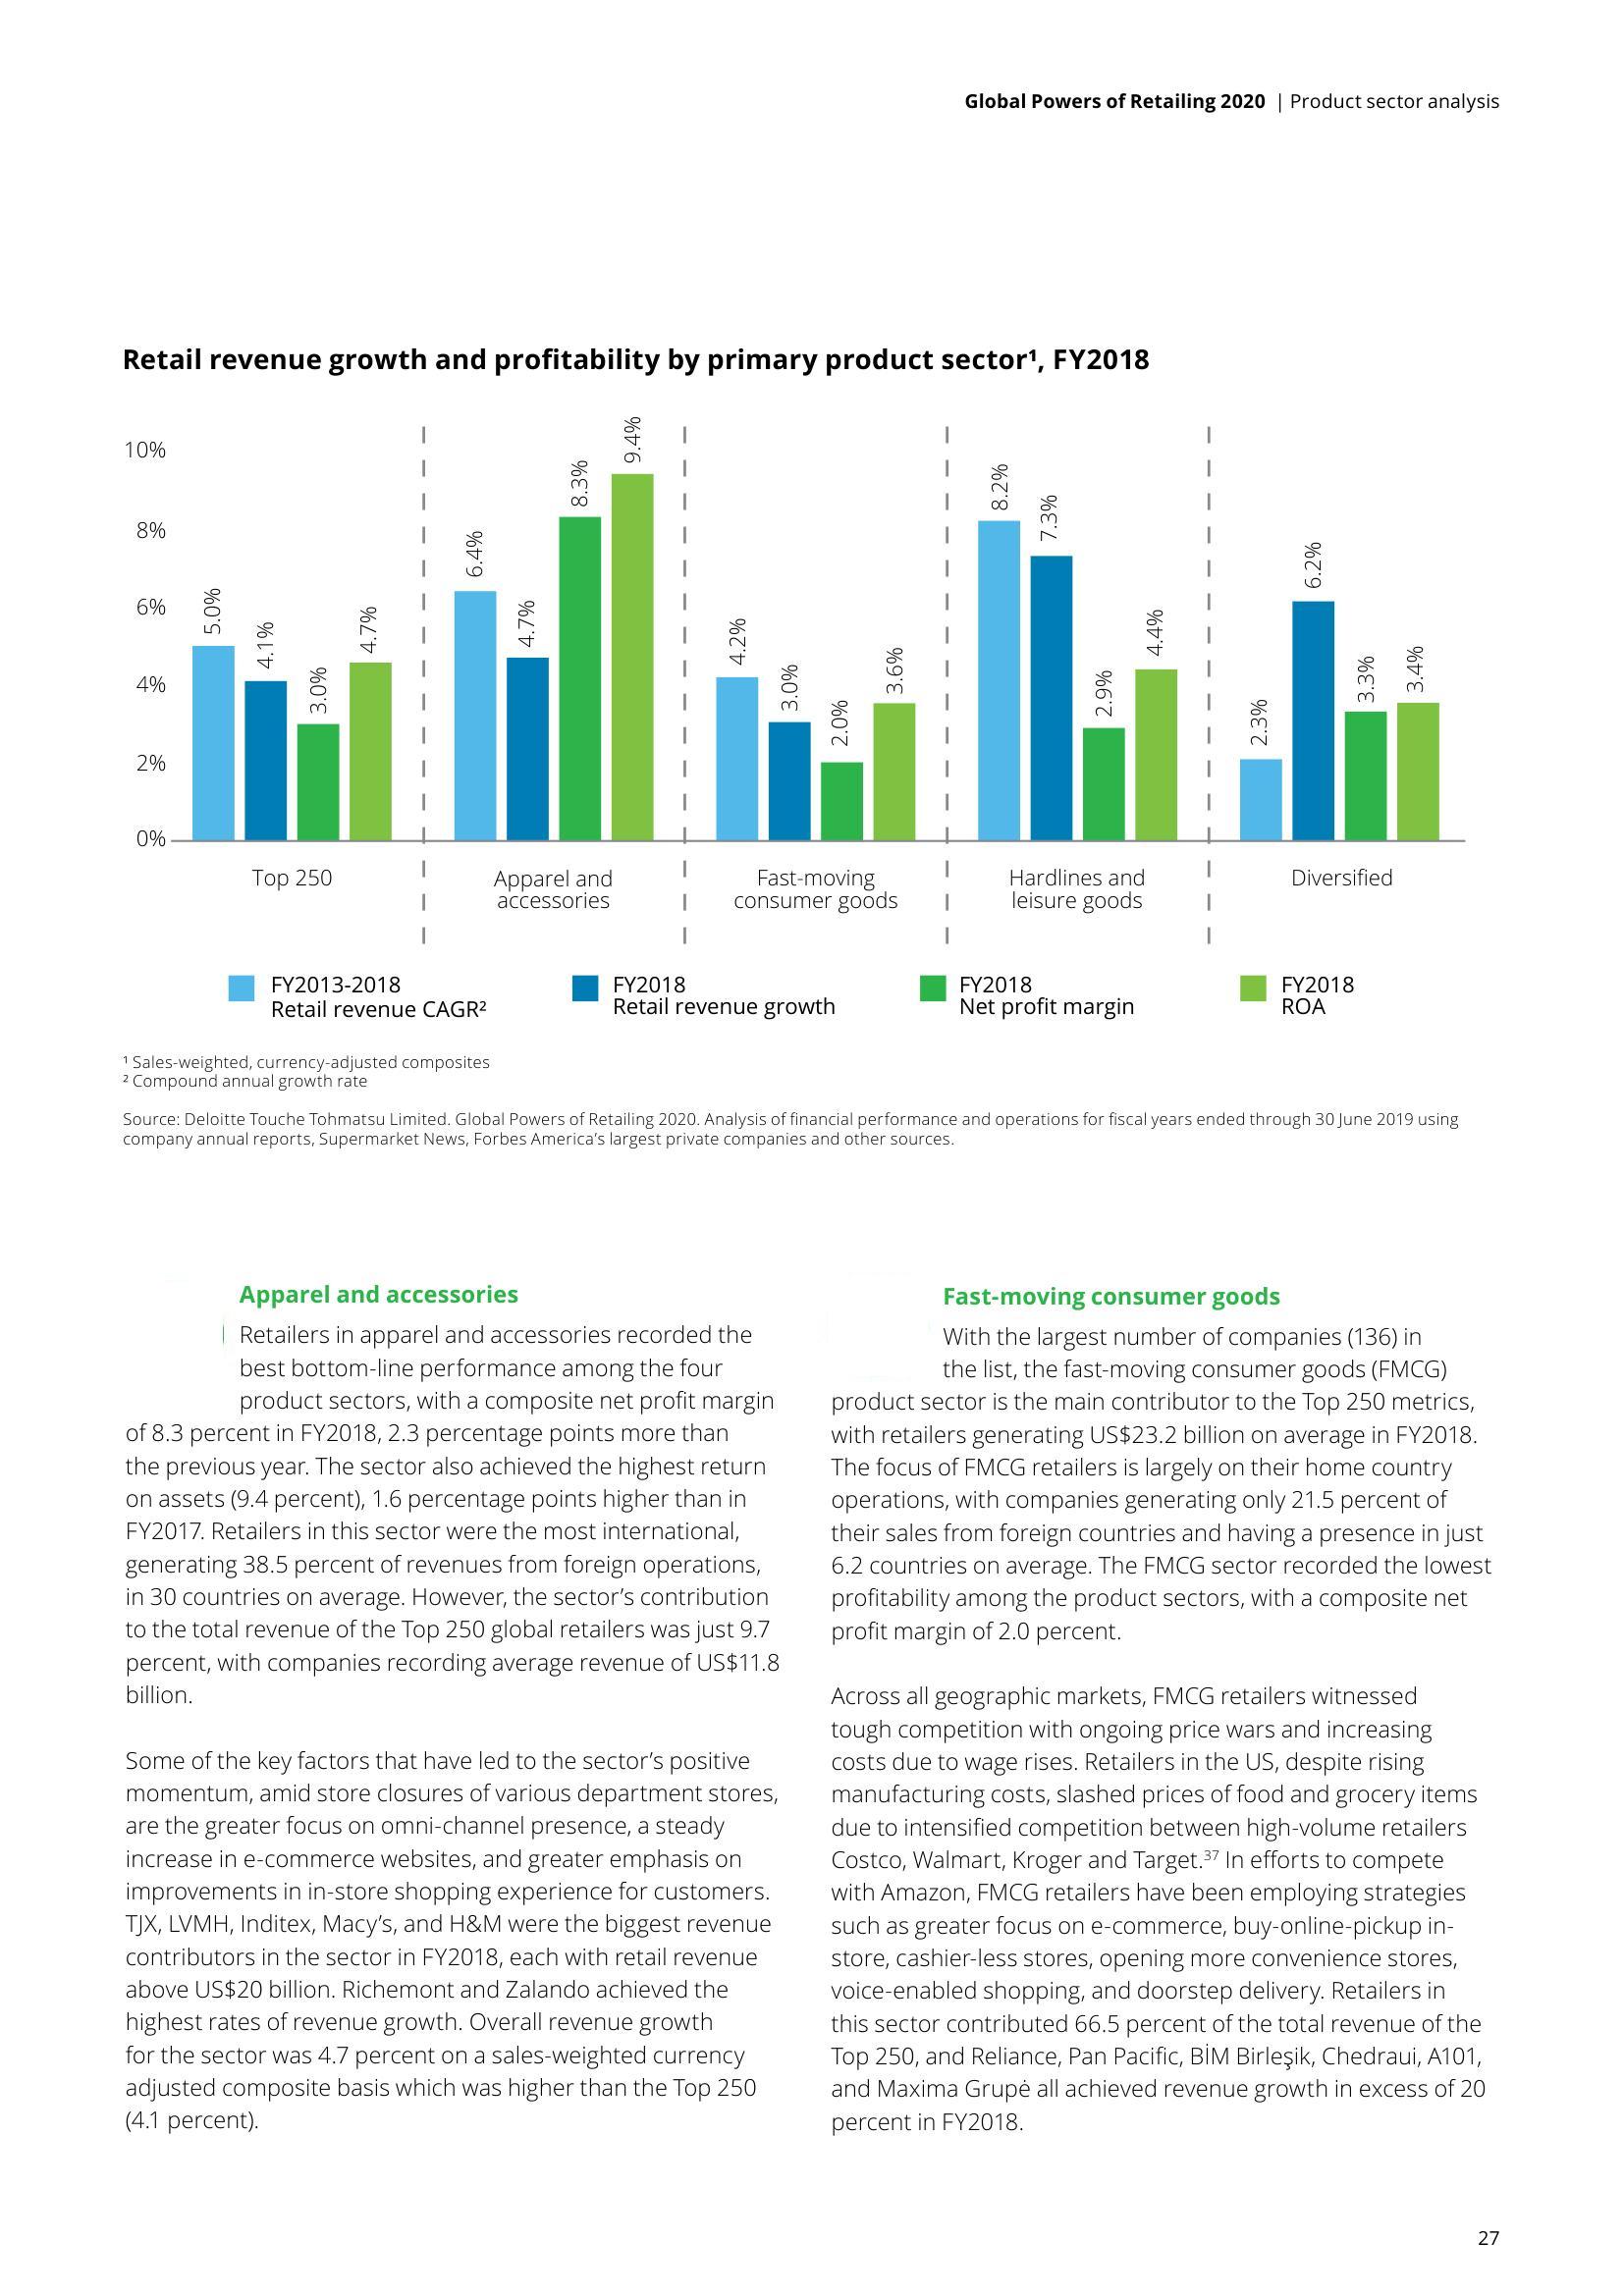 Global Powers of Retailing 2020 | Product sector analysis
Retail revenue growth and profitability by primary product sector¹, FY2018
10%
8%
6%
4%
2%
0%
5.0%
4.1%
3.0%
4.7%
6.4%
4.7%
8.3%
9.4%
4.2%
3.0%
2.0%
3.6%
8.2%
7.3%
2.9%
4.4%
2.3%
6.2%
3.3%
3.4%
Top 250
Apparel and
accessories
Fast-moving
consumer goods
Hardlines and
leisure goods
Diversified
FY2013-2018
Retail revenue CAGR²
FY2018
Retail revenue growth
FY2018
Net profit margin
FY2018
ROA
¹ Sales-weighted, currency-adjusted composites
² Compound annual growth rate
Source: Deloitte Touche Tohmatsu Limited. Global Powers of Retailing 2020. Analysis of financial performance and operations for fiscal years ended through 30 June 2019 using
company annual reports, Supermarket News, Forbes America's largest private companies and other sources.
Apparel and accessories
Retailers in apparel and accessories recorded the
best bottom-line performance among the four
product sectors, with a composite net profit margin
of 8.3 percent in FY2018, 2.3 percentage points more than
the previous year. The sector also achieved the highest return
on assets (9.4 percent), 1.6 percentage points higher than in
FY2017. Retailers in this sector were the most international,
generating 38.5 percent of revenues from foreign operations,
in 30 countries on average. However, the sector's contribution
to the total revenue of the Top 250 global retailers was just 9.7
percent, with companies recording average revenue of US$11.8
billion.
Some of the key factors that have led to the sector's positive
momentum, amid store closures of various department stores,
are the greater focus on omni-channel presence, a steady
increase in e-commerce websites, and greater emphasis on
improvements in in-store shopping experience for customers.
TJX, LVMH, Inditex, Macy's, and H&M were the biggest revenue
contributors in the sector in FY2018, each with retail revenue
above US$20 billion. Richemont and Zalando achieved the
highest rates of revenue growth. Overall revenue growth
for the sector was 4.7 percent on a sales-weighted currency
adjusted composite basis which was higher than the Top 250
(4.1 percent).
Fast-moving consumer goods
With the largest number of companies (136) in
the list, the fast-moving consumer goods (FMCG)
product sector is the main contributor to the Top 250 metrics,
with retailers generating US$23.2 billion on average in FY2018.
The focus of FMCG retailers is largely on their home country
operations, with companies generating only 21.5 percent of
their sales from foreign countries and having a presence in just
6.2 countries on average. The FMCG sector recorded the lowest
profitability among the product sectors, with a composite net
profit margin of 2.0 percent.
Across all geographic markets, FMCG retailers witnessed
tough competition with ongoing price wars and increasing
costs due to wage rises. Retailers in the US, despite rising
manufacturing costs, slashed prices of food and grocery items
due to intensified competition between high-volume retailers
Costco, Walmart, Kroger and Target.³⁷ In efforts to compete
with Amazon, FMCG retailers have been employing strategies
such as greater focus on e-commerce, buy-online-pickup in-
store, cashier-less stores, opening more convenience stores,
voice-enabled shopping, and doorstep delivery. Retailers in
this sector contributed 66.5 percent of the total revenue of the
Top 250, and Reliance, Pan Pacific, BİM Birleşik, Chedraui, A101,
and Maxima Grupė all achieved revenue growth in excess of 20
percent in FY2018.
27